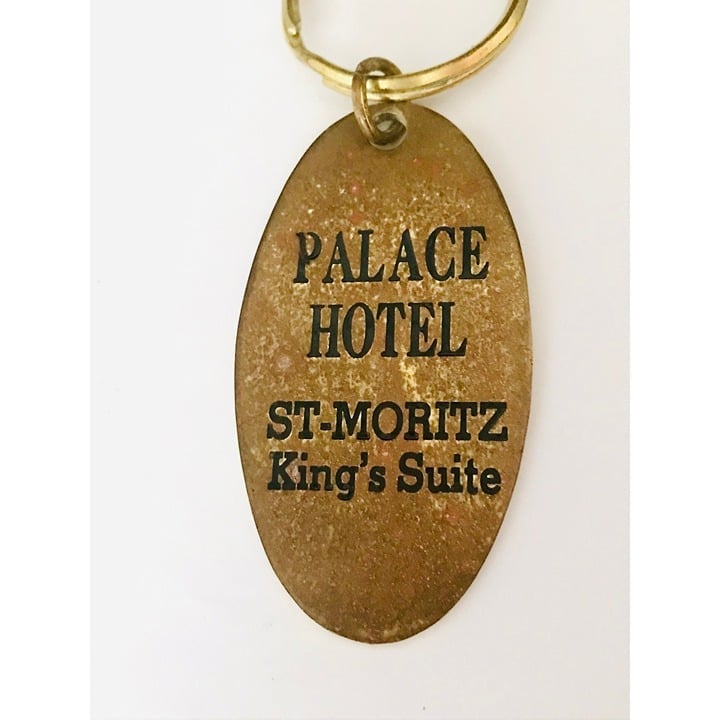 PALACE
HOTEL
ST-MORITZ
King's Suite